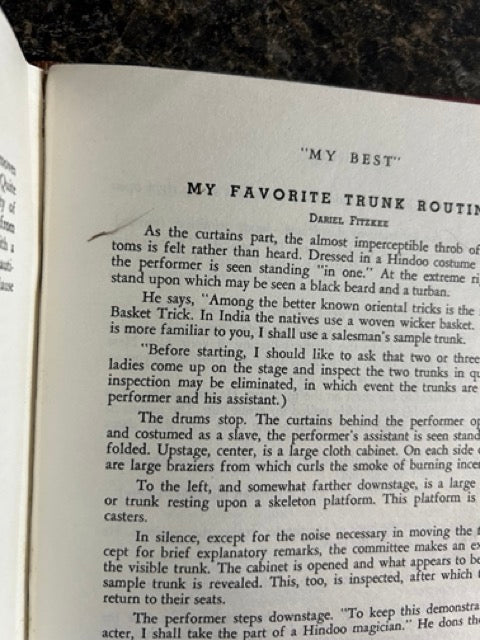 "MY BEST"
MY FAVORITE TRUNK ROUTIN
DARIEL FITZKEE
As the curtains part, the almost imperceptible throb of
toms is felt rather than heard. Dressed in a Hindoo costume
the performer is seen standing "in one." At the extreme ri
stand upon which may be seen a black beard and a turban.
He says, "Among the better known oriental tricks is the
Basket Trick. In India the natives use a woven wicker basket.
is more familiar to you, I shall use a salesman's sample trunk.
"Before starting, I should like to ask that two or three
ladies come up on the stage and inspect the two trunks in qu
inspection may be eliminated, in which event the trunks are
performer and his assistant.)
The drums stop. The curtains behind the performer op
and costumed as a slave, the performer's assistant is seen stand
folded. Upstage, center, is a large cloth cabinet. On each side
are large braziers from which curls the smoke of burning ince
To the left, and somewhat farther downstage, is a large
or trunk resting upon a skeleton platform. This platform is
casters.
In silence, except for the noise necessary in moving the t
cept for brief explanatory remarks, the committee makes an ex
the visible trunk. The cabinet is opened and what appears to be
sample trunk is revealed. This, too, is inspected, after which t
return to their seats.
The performer steps downstage. "To keep this demonstra
acter, I shall take the part of a Hindoo magician." He dons the